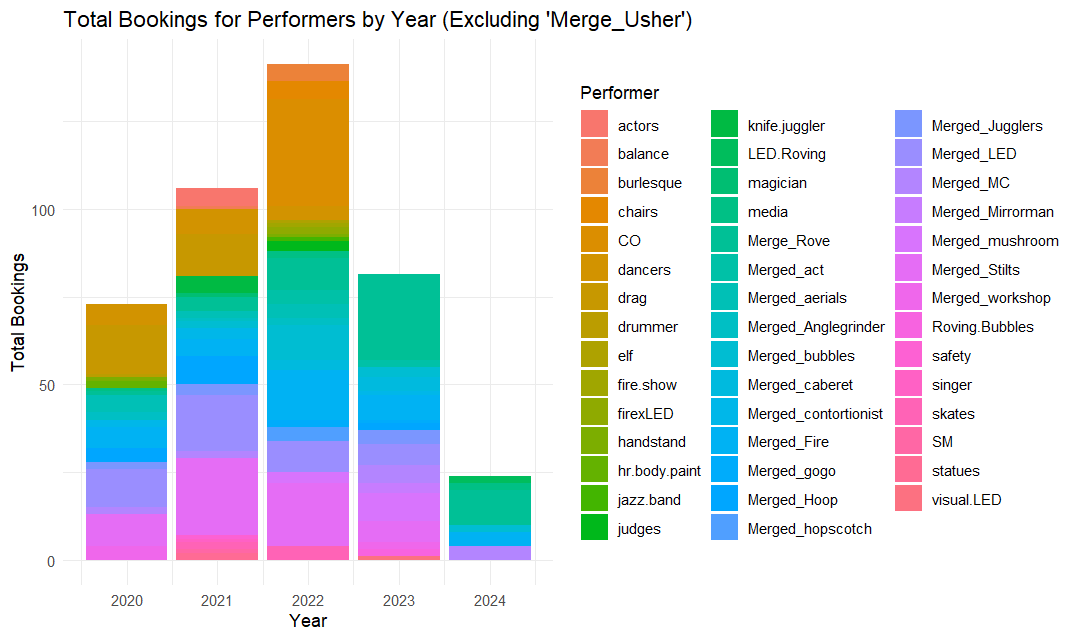 Total Bookings for Performers by Year (Excluding 'Merge_Usher')
Total Bookings
100
50
0
2020
2021
2022
2023
2024
Year
Performer
actors
balance
burlesque
chairs
CO
dancers
drag
drummer
elf
fire.show
firexLED
handstand
hr.body.paint
jazz.band
judges
knife.juggler
LED.Roving
magician
media
Merge_Rove
Merged_act
Merged_aerials
Merged_Anglegrinder
Merged_bubbles
Merged_caberet
Merged_contortionist
Merged_Fire
Merged_gogo
Merged_Hoop
Merged_hopscotch
Merged_Jugglers
Merged_LED
Merged_MC
Merged_Mirrorman
Merged_mushroom
Merged_Stilts
Merged_workshop
Roving.Bubbles
safety
singer
skates
SM
statues
visual.LED